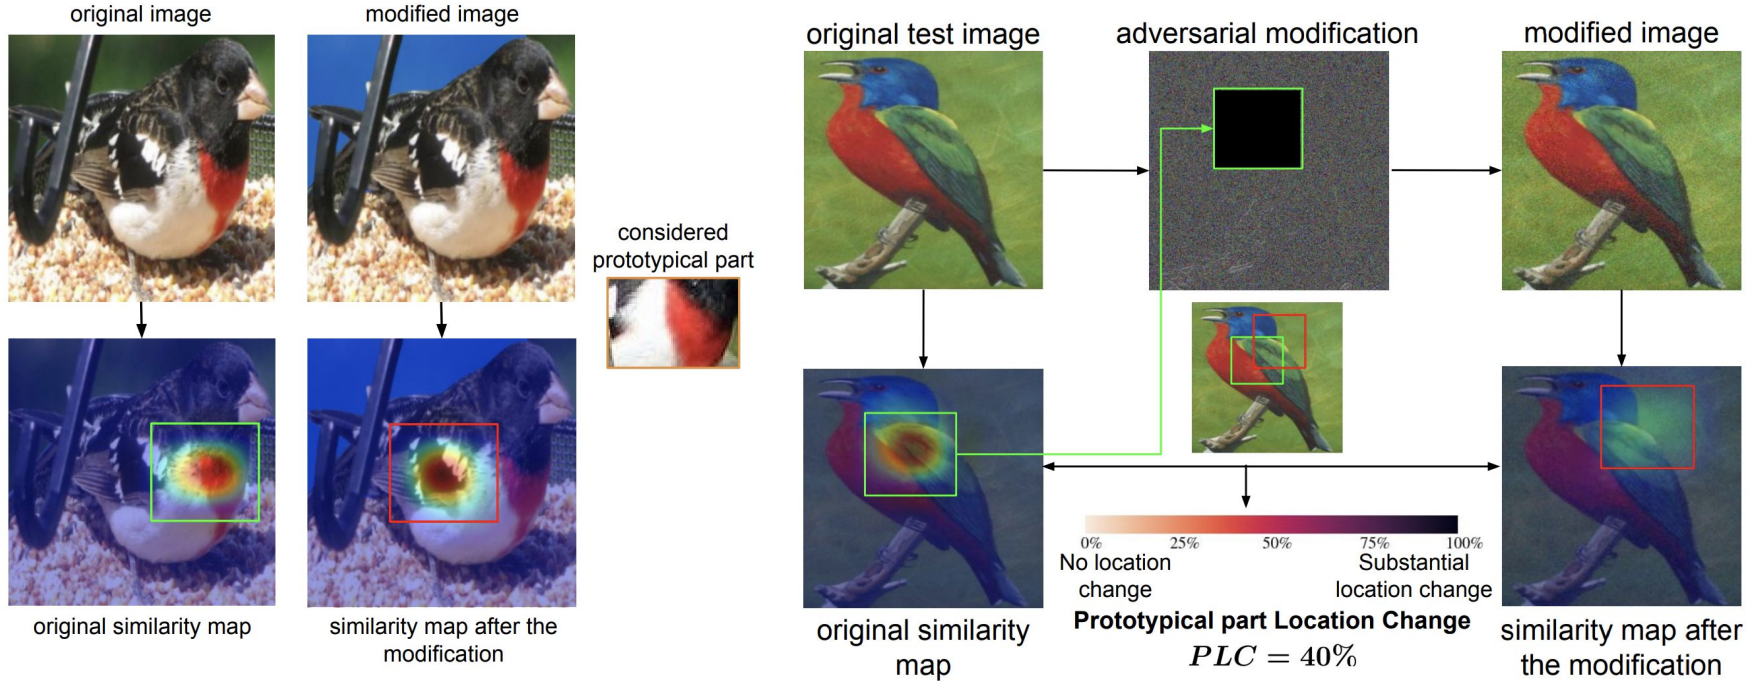 original image
modified image
considered
prototypical part
original similarity map
similarity map after the
modification
original test image
adversarial modification
modified image
0%
25%
50%
75%
100%
No location
change
Substantial
location change
Prototypical part Location Change
PLC = 40%
original similarity
map
similarity map after
the modification